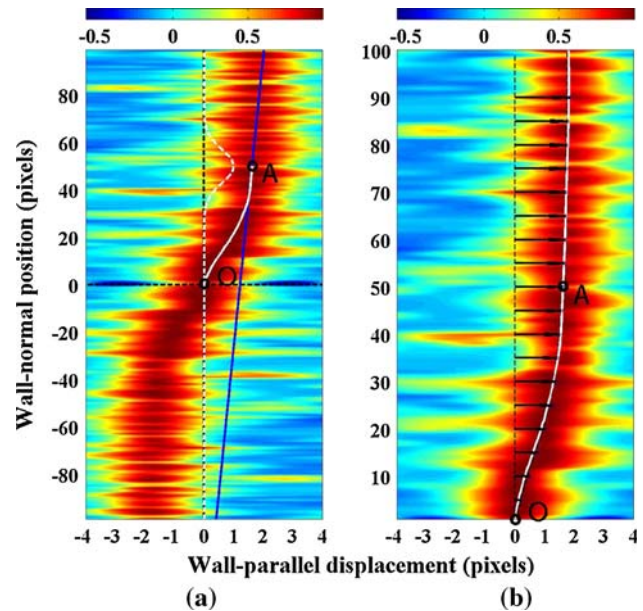 -0.5 0 0.5
-0.5 0 0.5
Wall-normal position (pixels)
80
60
40
20
0
-20
-40
-60
-80
A
O
100
90
80
70
60
50
40
30
20
10
A
O
-4 -3 -2 -1 0 1 2 3 4
-4 -3 -2 -1 0 1 2 3 4
Wall-parallel displacement (pixels)
(a) (b)